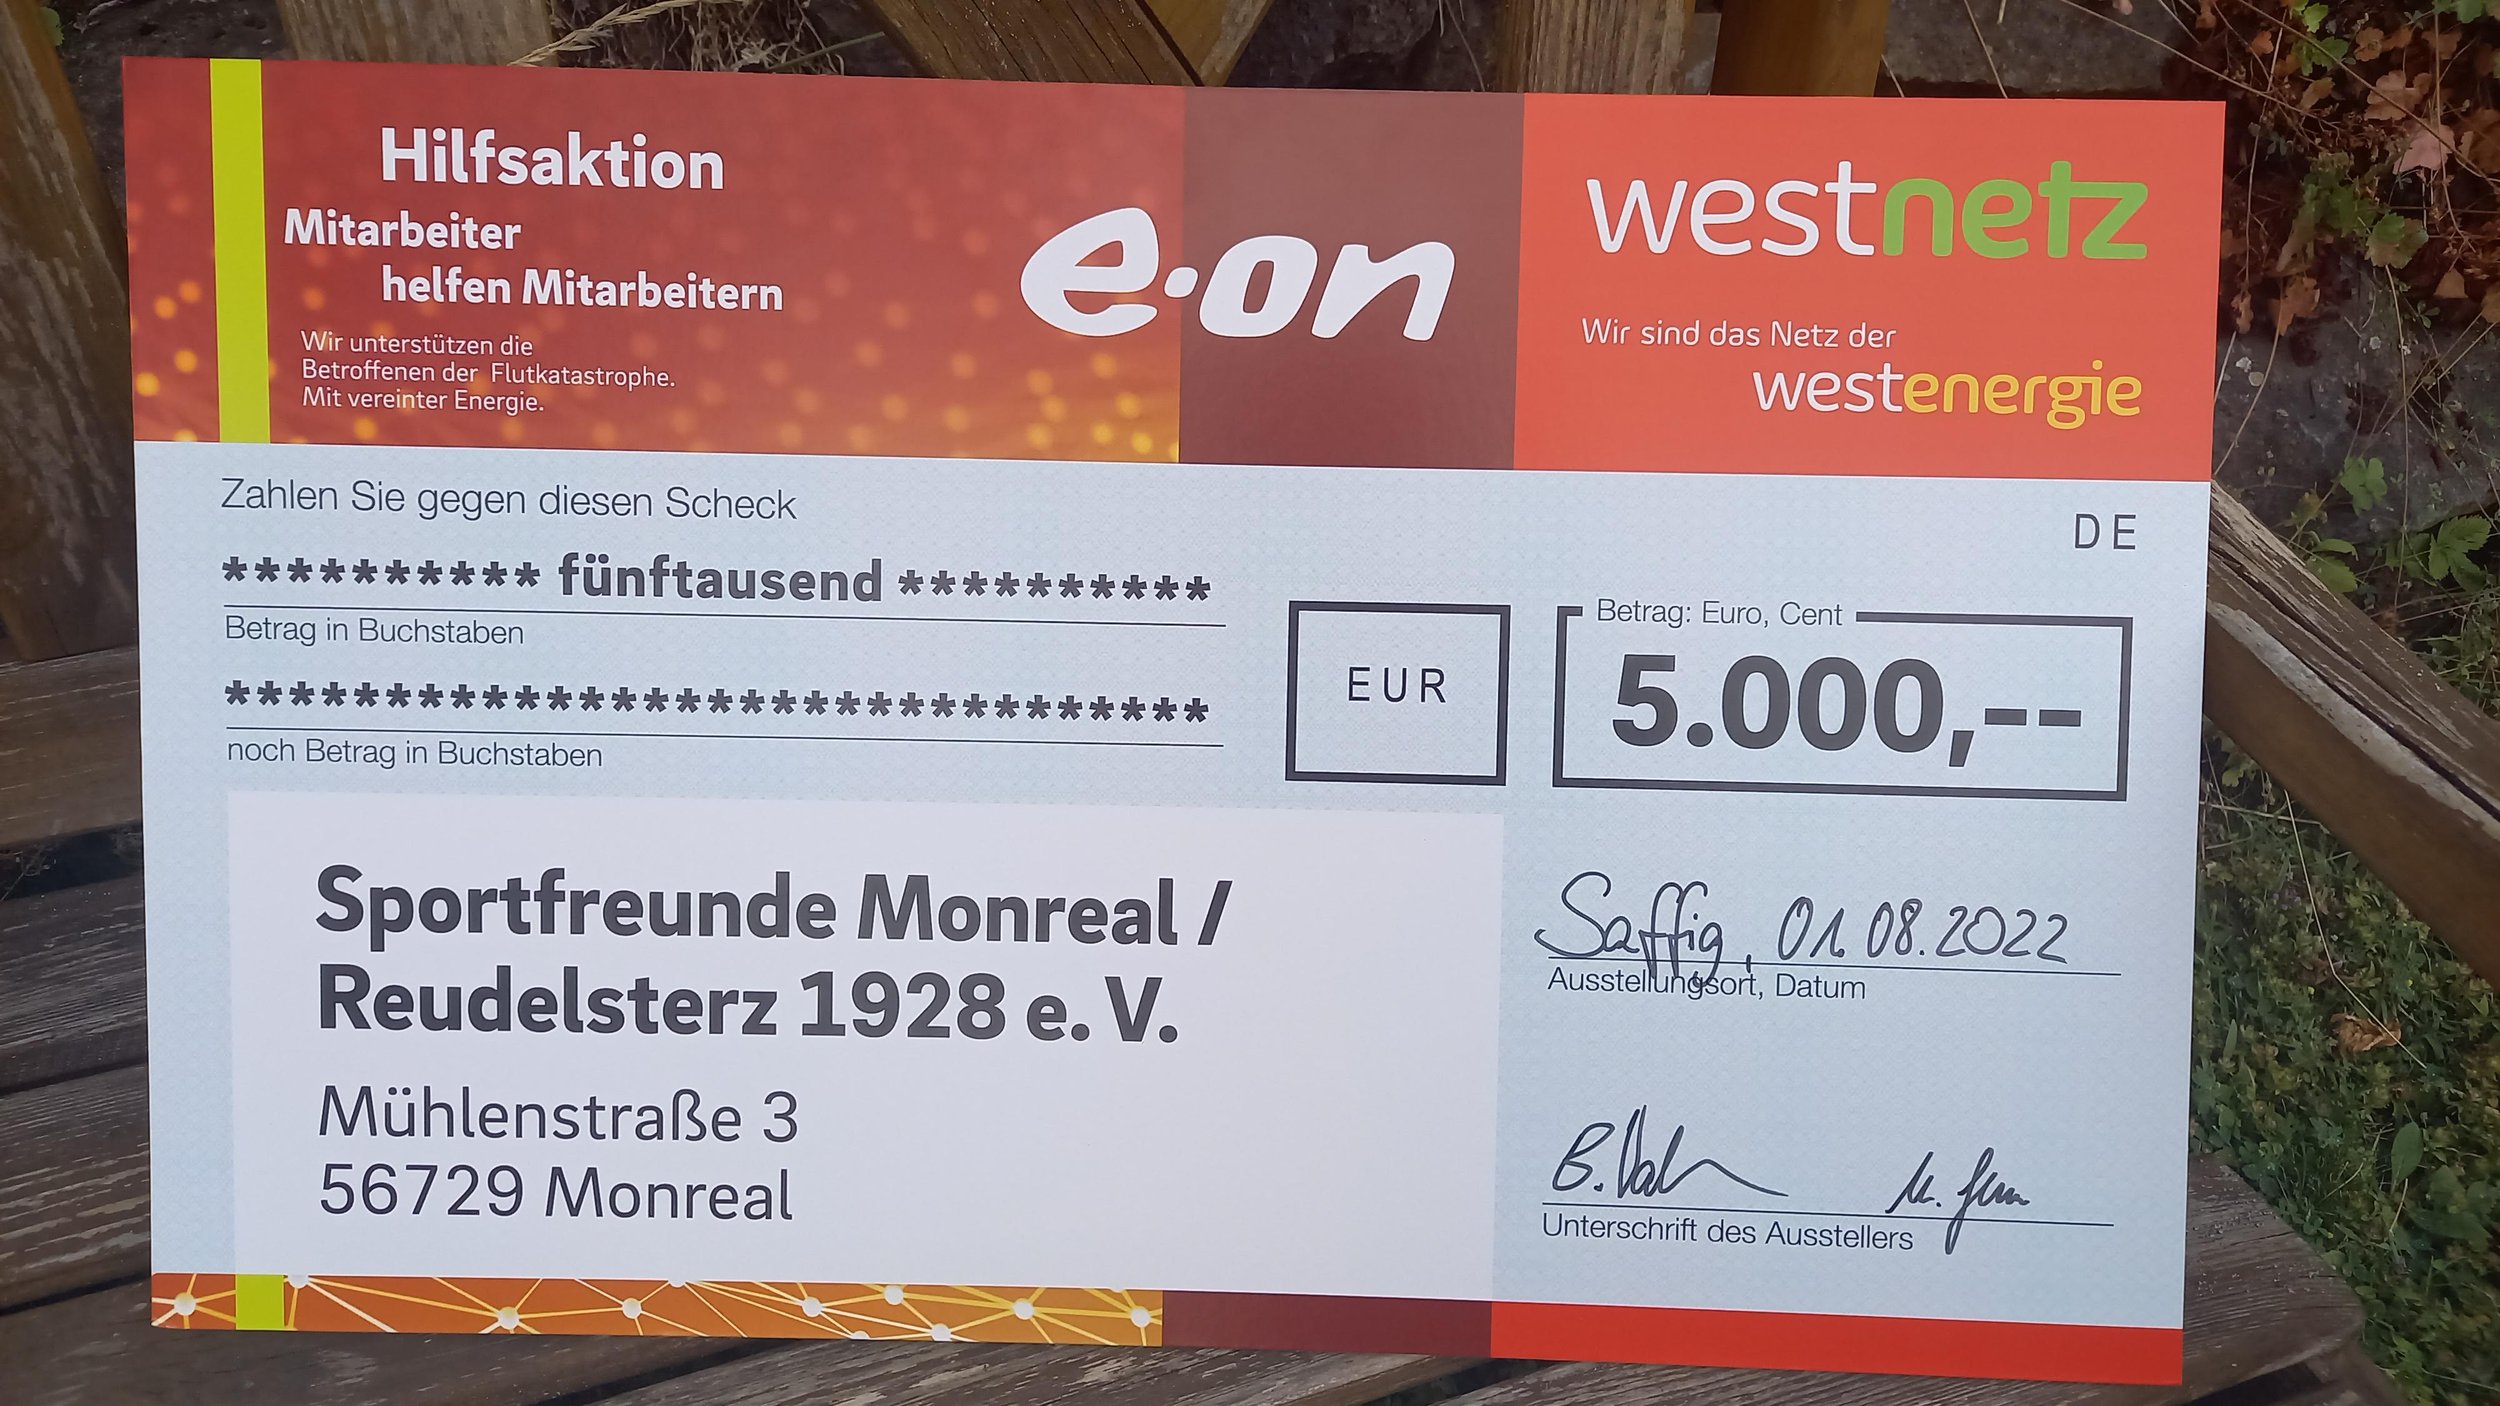 Hilfsaktion
Mitarbeiter
helfen Mitarbeitern
Wir unterstützen die
Betroffenen der Flutkatastrophe.
Mit vereinter Energie.
e·on
westnetz
Wir sind das Netz der
westenergie
Zahlen Sie gegen diesen Scheck
DE
********** fünftausend **********
Betrag in Buchstaben
*******************************
noch Betrag in Buchstaben
EUR
Betrag: Euro, Cent
5.000,--
Sportfreunde Monreal /
Reudelsterz 1928 e. V.
Mühlenstraße 3
56729 Monreal
Saffig, 01.08.2022
Ausstellungsort, Datum
Unterschrift des Ausstellers